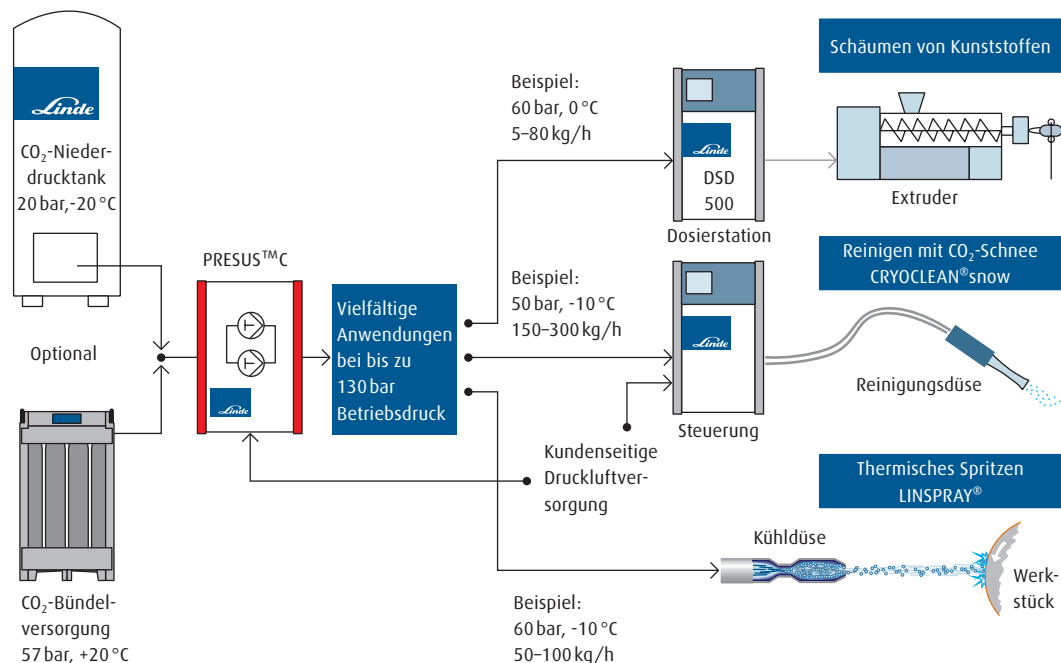 Linde
CO₂-Nieder-
drucktank
20 bar,-20 °C
Optional
CO₂-Bündel-
versorgung
57 bar, +20 °C
PRESUS™C
Linde
Vielfältige
Anwendungen
bei bis zu
130 bar
Betriebsdruck
Beispiel:
60 bar, 0 °C
5–80 kg/h
Linde
DSD
500
Dosierstation
Schäumen von Kunststoffen
Extruder
Beispiel:
50 bar, -10 °C
150–300 kg/h
Linde
Steuerung
Reinigen mit CO₂-Schnee
CRYOCLEAN®snow
Reinigungsdüse
Kundenseitige
Druckluftver-
sorgung
Thermisches Spritzen
LINSPRAY®
Kühldüse
Werk-
stück
Beispiel:
60 bar, -10 °C
50–100 kg/h